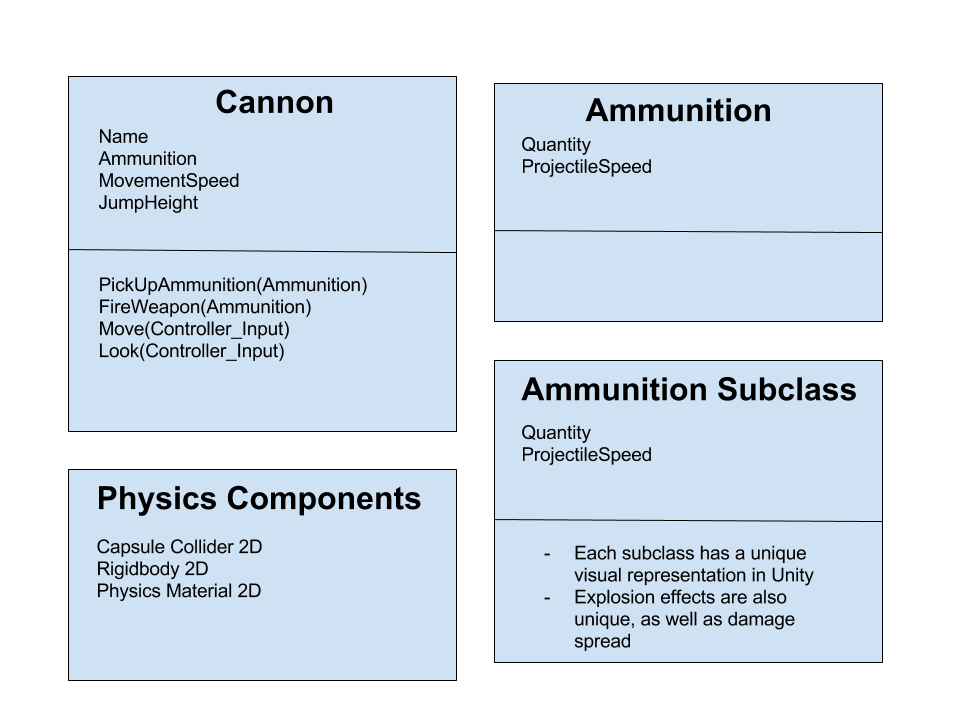 Cannon
Name
Ammunition
MovementSpeed
JumpHeight
PickUpAmmunition(Ammunition)
FireWeapon(Ammunition)
Move(Controller_Input)
Look(Controller_Input)
Ammunition
Quantity
ProjectileSpeed
Physics Components
Capsule Collider 2D
Rigidbody 2D
Physics Material 2D
Ammunition Subclass
Quantity
ProjectileSpeed
- Each subclass has a unique
visual representation in Unity
- Explosion effects are also
unique, as well as damage
spread